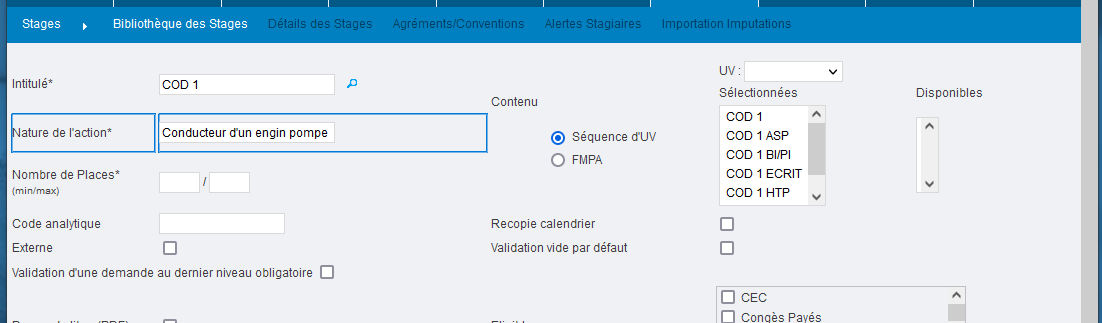 Stages
Bibliothèque des Stages
Détails des Stages
Agréments/Conventions
Alertes Stagiaires
Importation Imputations
Intitulé*
COD 1
Nature de l'action*
Conducteur d'un engin pompe
Nombre de Places*
(min/max)
/
Code analytique
Externe
Validation d'une demande au dernier niveau obligatoire
Contenu
Séquence d'UV
FMPA
UV :
Sélectionnées
COD 1
COD 1 ASP
COD 1 BI/PI
COD 1 ECRIT
COD 1 HTP
Disponibles
Recopie calendrier
Validation vide par défaut
CEC
Congès Payés